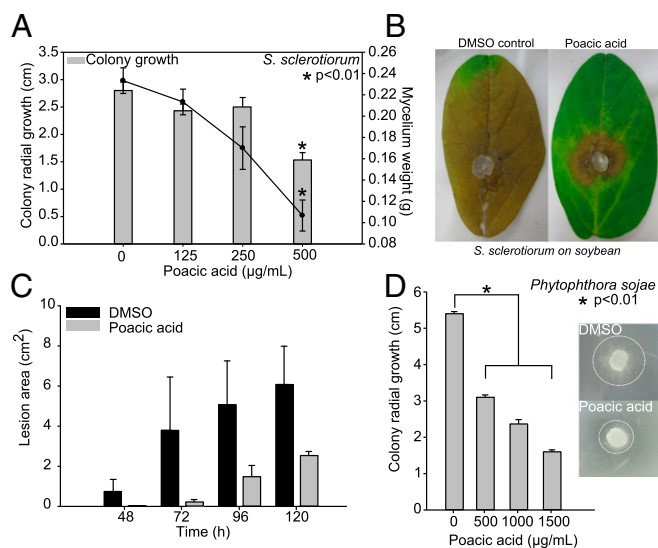 A
Colony growth
S. sclerotiorum
* p<0.01
Colony radial growth (cm)
3.5
3.0
2.5
2.0
1.5
1.0
0.5
0.0
Mycelium weight (g)
0.26
0.24
0.22
0.20
0.18
0.16
0.14
0.12
0.10
0.08
*
*
0 125 250 500
Poacic acid (µg/mL)
B
DMSO control Poacic acid
S. sclerotiorum on soybean
C
DMSO
Poacic acid
Lesion area (cm²)
10
8
6
4
2
0
48 72 96 120
Time (h)
D
Phytophthora sojae
* p<0.01
*
Colony radial growth (cm)
6
5
4
3
2
1
0
0 500 1000 1500
Poacic acid (µg/mL)
DMSO
Poacic acid